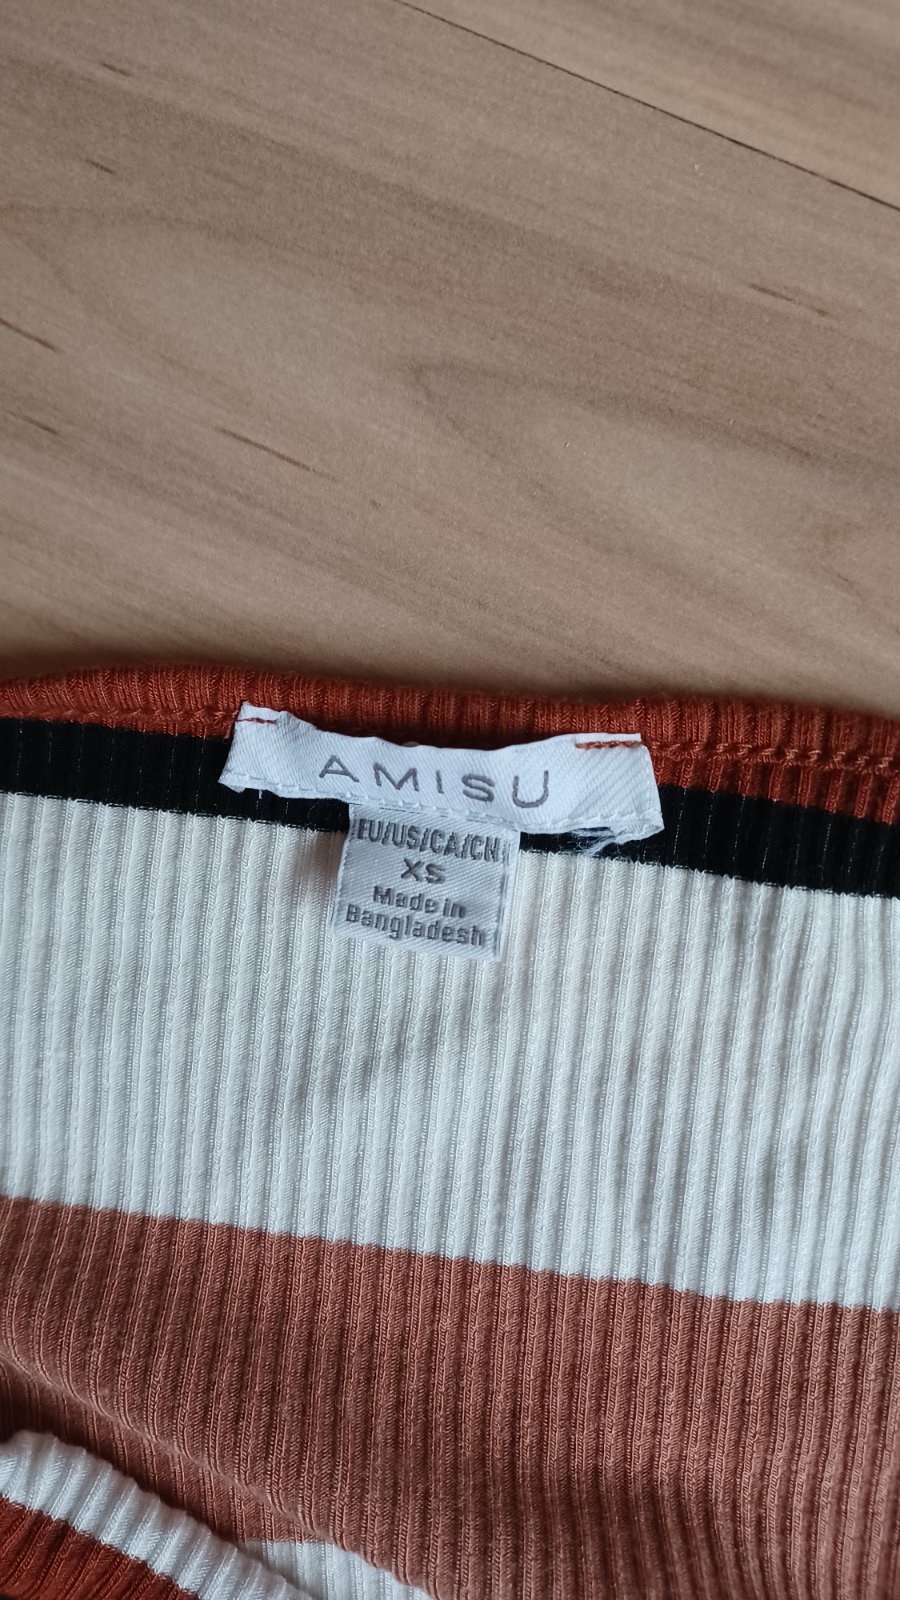 AMISU
EU/US/CA/CN
XS
Made in
Bangladesh